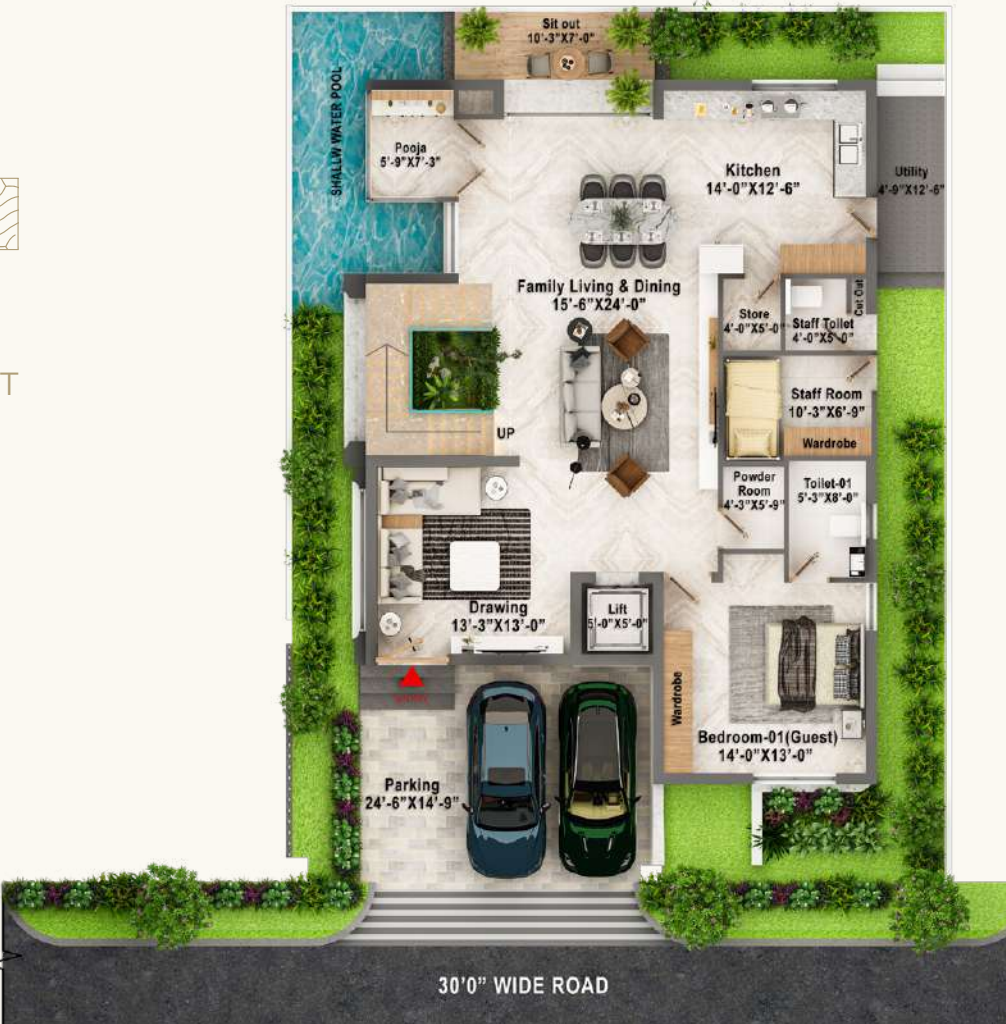 Sit out
10'-3"X7'-0"
SHALLW WATER POOL
Pooja
5'-9"X7'-3"
Kitchen
14'-0"X12'-6"
Utility
4'-9"X12'-6"
Family Living & Dining
15'-6"X24'-0"
Store
4'-0"X5'-0"
Cut Out
Staff Toilet
4'-0"X5'-0"
T
Staff Room
10'-3"X6'-9"
UP
Wardrobe
Powder
Room
4'-3"X5'-9"
Toilet-01
5'-3"X8'-0"
Drawing
13'-3"X13'-0"
Lift
5'-0"X5'-0"
Wardrobe
Bedroom-01(Guest)
14'-0"X13'-0"
Parking
24'-6"X14'-9"
30'0" WIDE ROAD